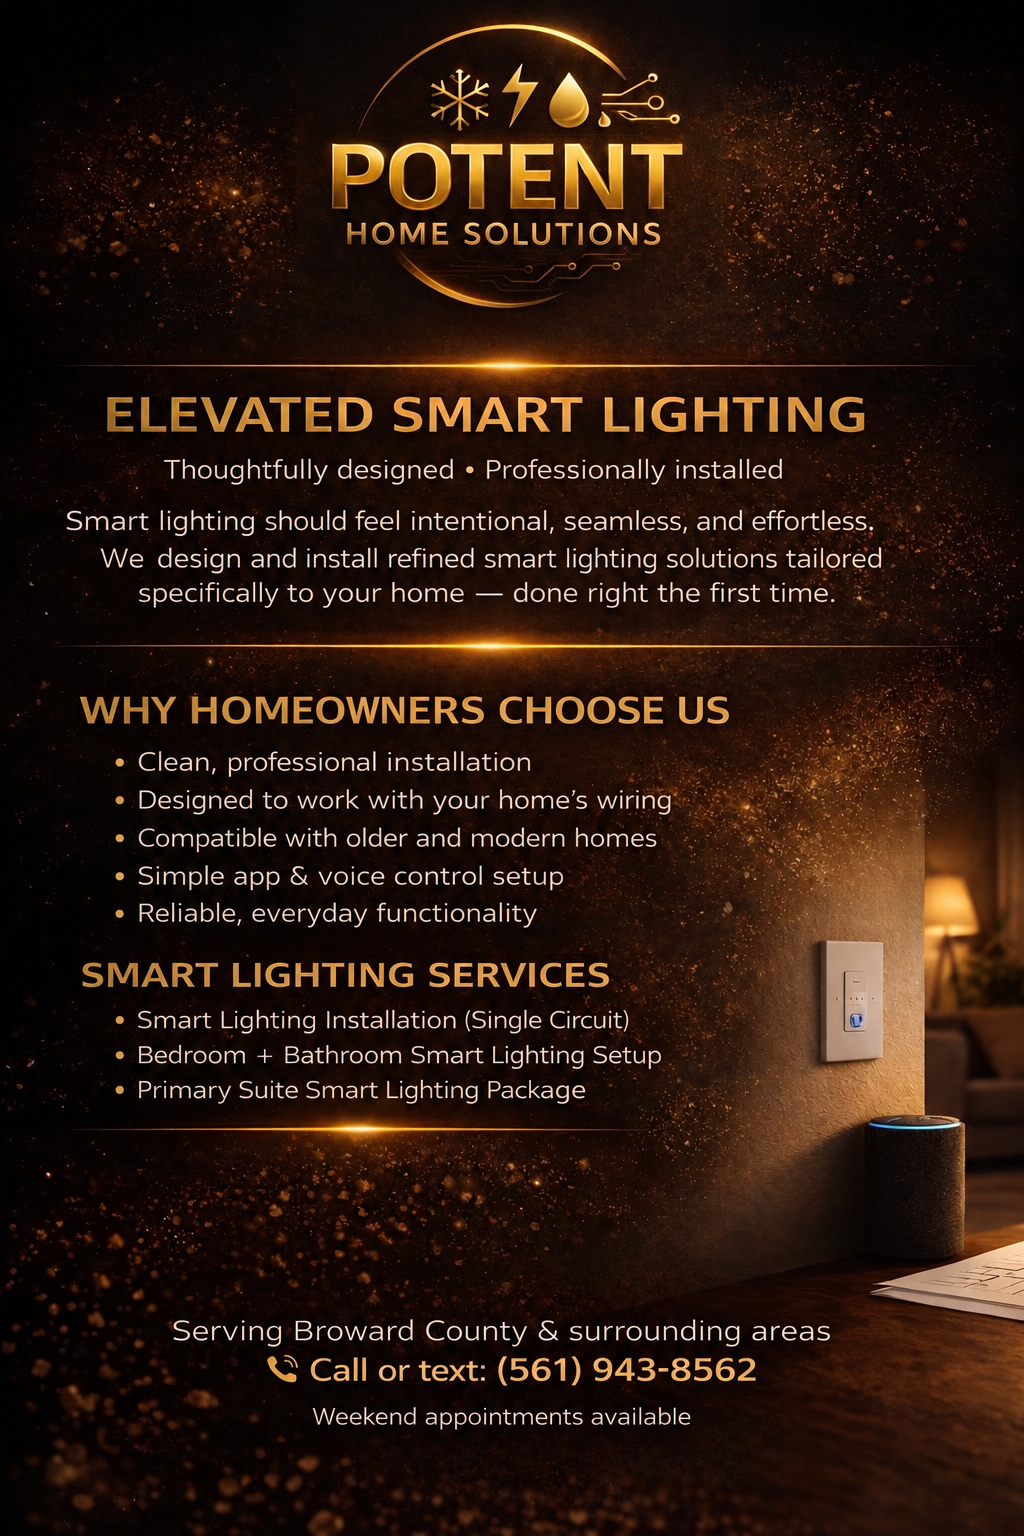 POTENT
HOME SOLUTIONS
ELEVATED SMART LIGHTING
Thoughtfully designed • Professionally installed
Smart lighting should feel intentional, seamless, and effortless.
We design and install refined smart lighting solutions tailored
specifically to your home — done right the first time.
WHY HOMEOWNERS CHOOSE US
• Clean, professional installation
• Designed to work with your home's wiring
• Compatible with older and modern homes
• Simple app & voice control setup
• Reliable, everyday functionality
SMART LIGHTING SERVICES
• Smart Lighting Installation (Single Circuit)
• Bedroom + Bathroom Smart Lighting Setup
• Primary Suite Smart Lighting Package
Serving Broward County & surrounding areas
Call or text: (561) 943-8562
Weekend appointments available